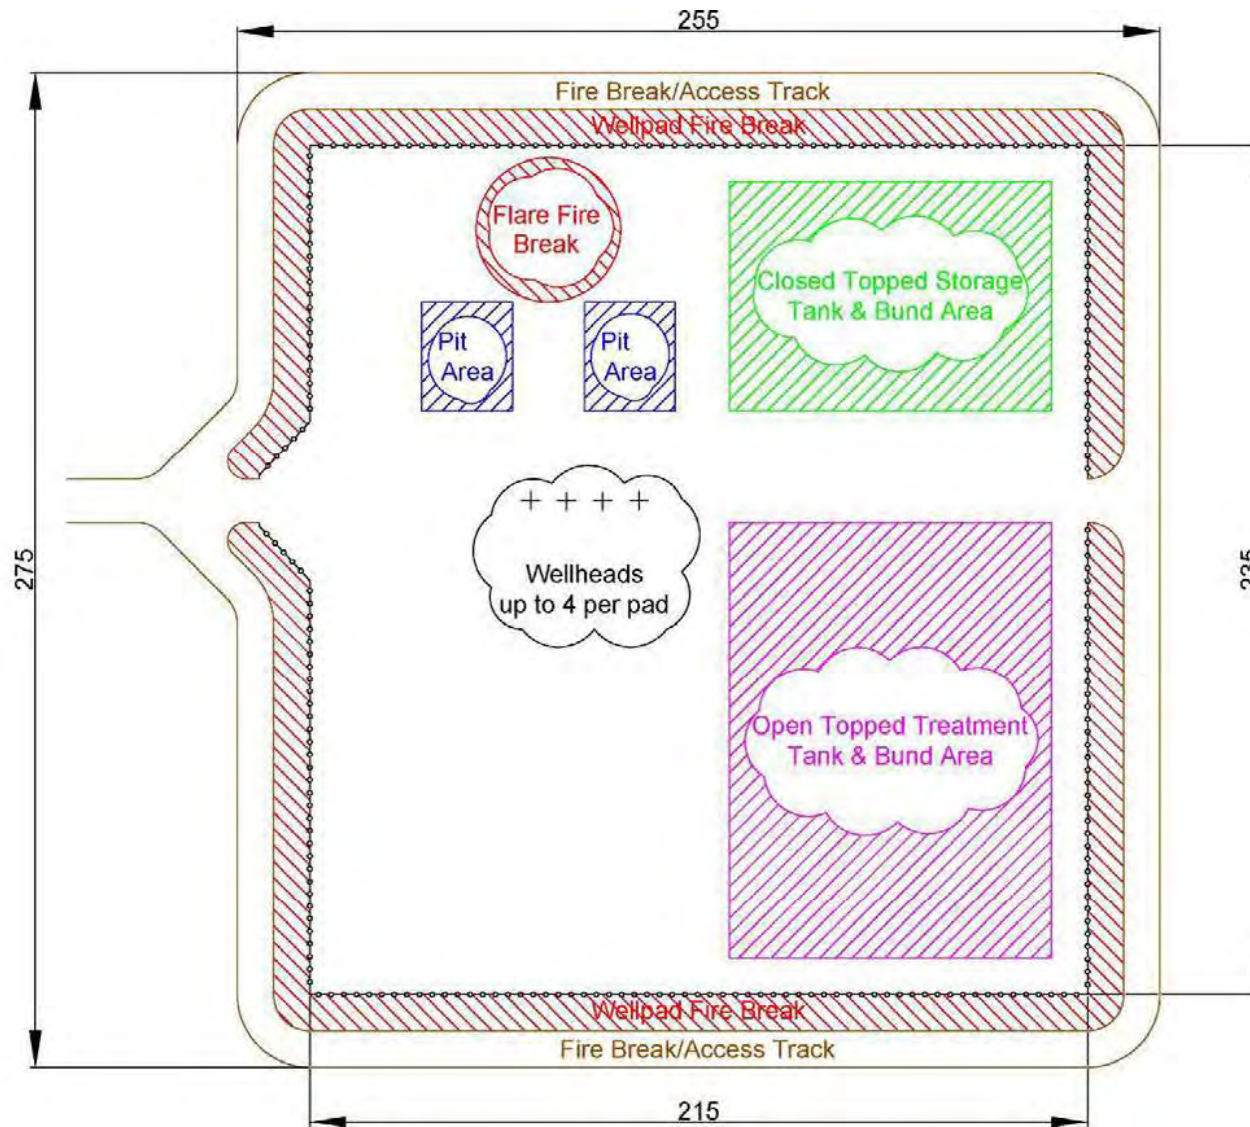 255
Fire Break/Access Track
Wellpad Fire Break
Flare Fire
Break
Closed Topped Storage
Tank & Bund Area
Pit
Area
Pit
Area
275
235
Wellheads
up to 4 per pad
Open Topped Treatment
Tank & Bund Area
Wellpad Fire Break
Fire Break/Access Track
215